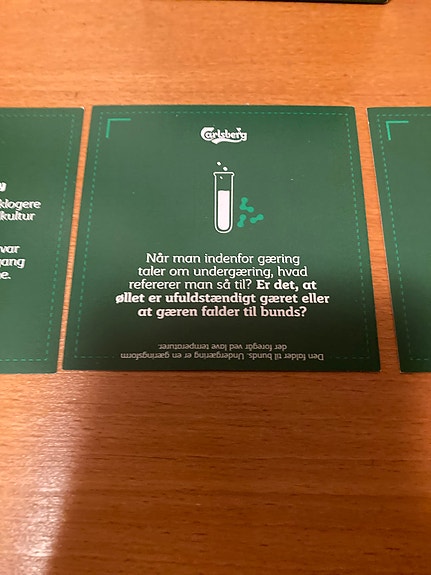 klogere
kultur
var
gang
e.
Carlsberg
Når man indenfor gæring
taler om undergæring, hvad
refererer man så til? Er det, at
øllet er ufuldstændigt gæret eller
at gæren falder til bunds?
Den falder til bunds. Undergæring er en gæringsform
der foregår ved lave temperaturer.